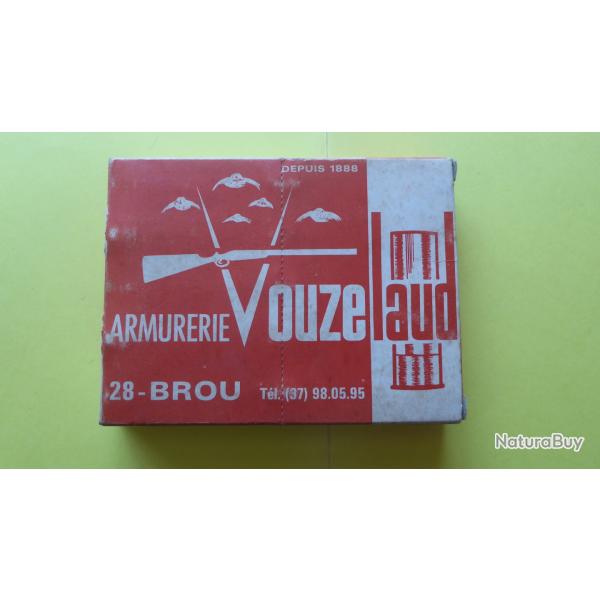 DEPUIS 1888
ARMURERIE Vouzelaud
28-BROU Tél. (37) 98.05.95
NaturaBuy